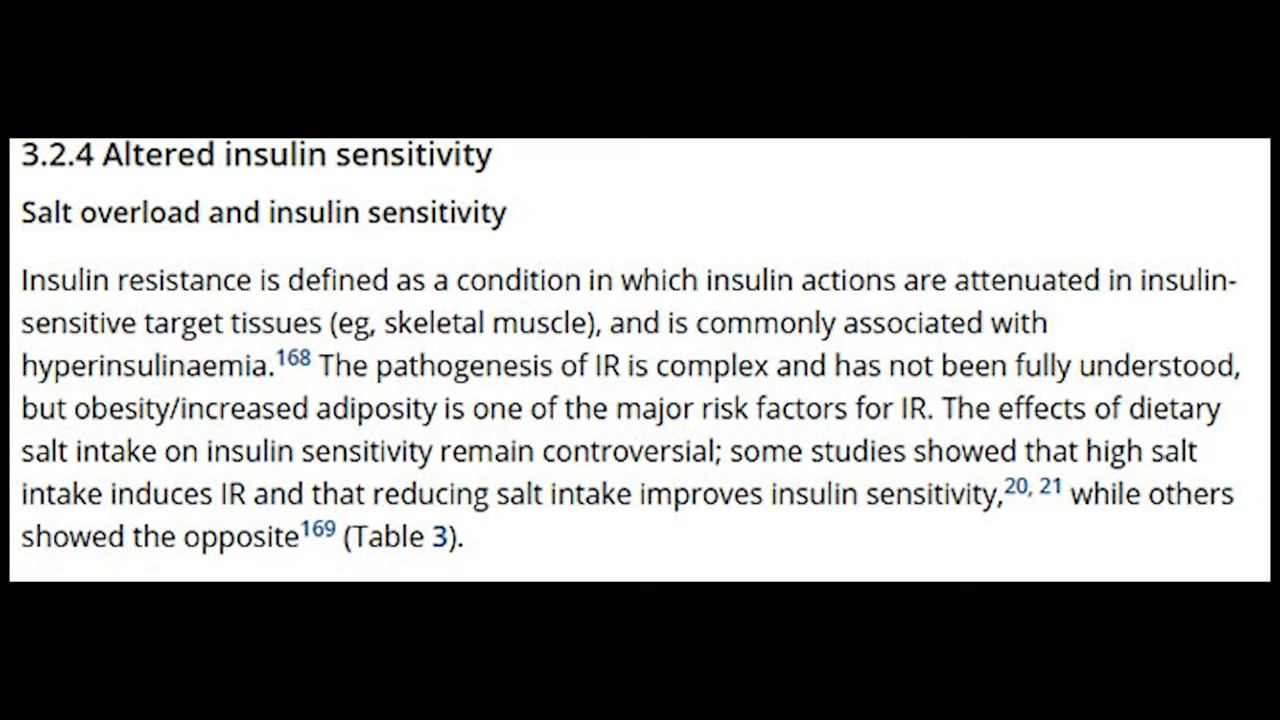 3.2.4 Altered insulin sensitivity
Salt overload and insulin sensitivity
Insulin resistance is defined as a condition in which insulin actions are attenuated in insulin-
sensitive target tissues (eg, skeletal muscle), and is commonly associated with
hyperinsulinaemia.168 The pathogenesis of IR is complex and has not been fully understood,
but obesity/increased adiposity is one of the major risk factors for IR. The effects of dietary
salt intake on insulin sensitivity remain controversial; some studies showed that high salt
intake induces IR and that reducing salt intake improves insulin sensitivity,20, 21 while others
showed the opposite169 (Table 3).